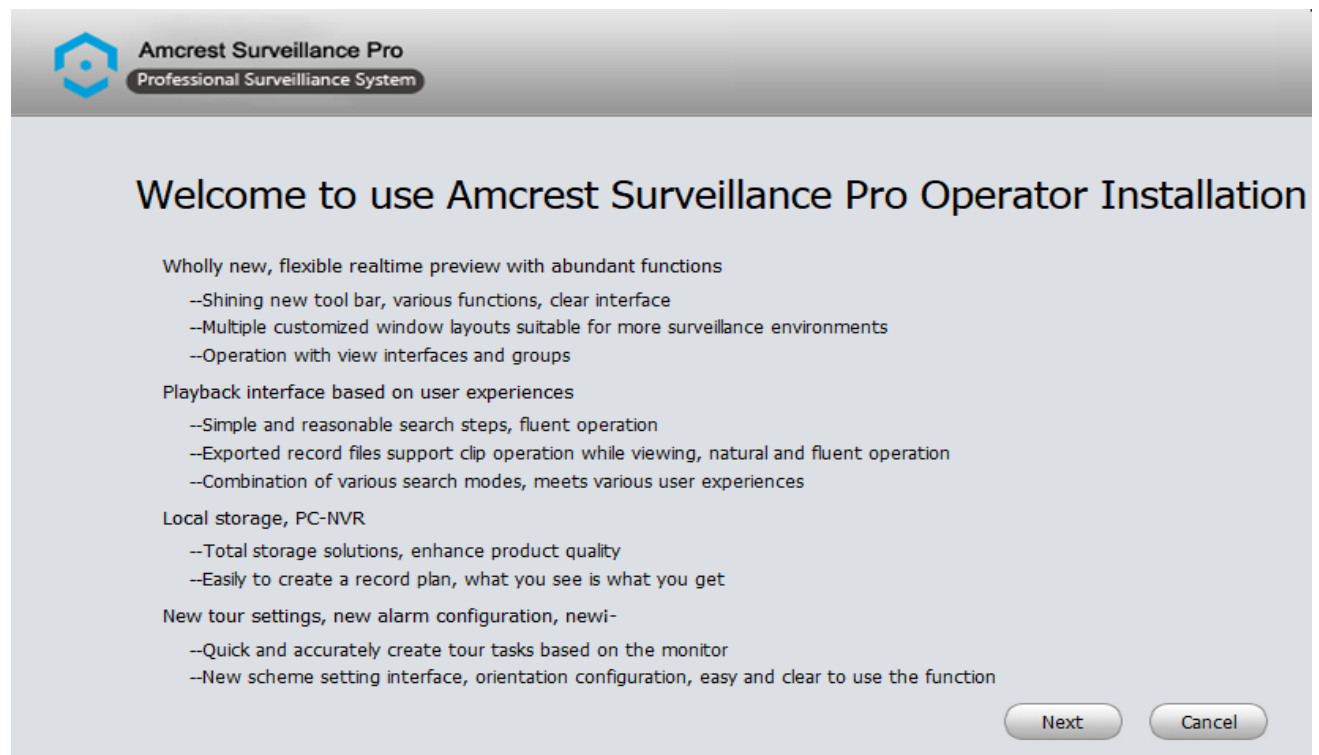 Amcrest Surveillance Pro
Professional Surveilliance System
Welcome to use Amcrest Surveillance Pro Operator Installation
Wholly new, flexible realtime preview with abundant functions
--Shining new tool bar, various functions, clear interface
--Multiple customized window layouts suitable for more surveillance environments
--Operation with view interfaces and groups
Playback interface based on user experiences
--Simple and reasonable search steps, fluent operation
--Exported record files support clip operation while viewing, natural and fluent operation
--Combination of various search modes, meets various user experiences
Local storage, PC-NVR
--Total storage solutions, enhance product quality
--Easily to create a record plan, what you see is what you get
New tour settings, new alarm configuration, new¡-
--Quick and accurately create tour tasks based on the monitor
--New scheme setting interface, orientation configuration, easy and clear to use the function
Next
Cancel